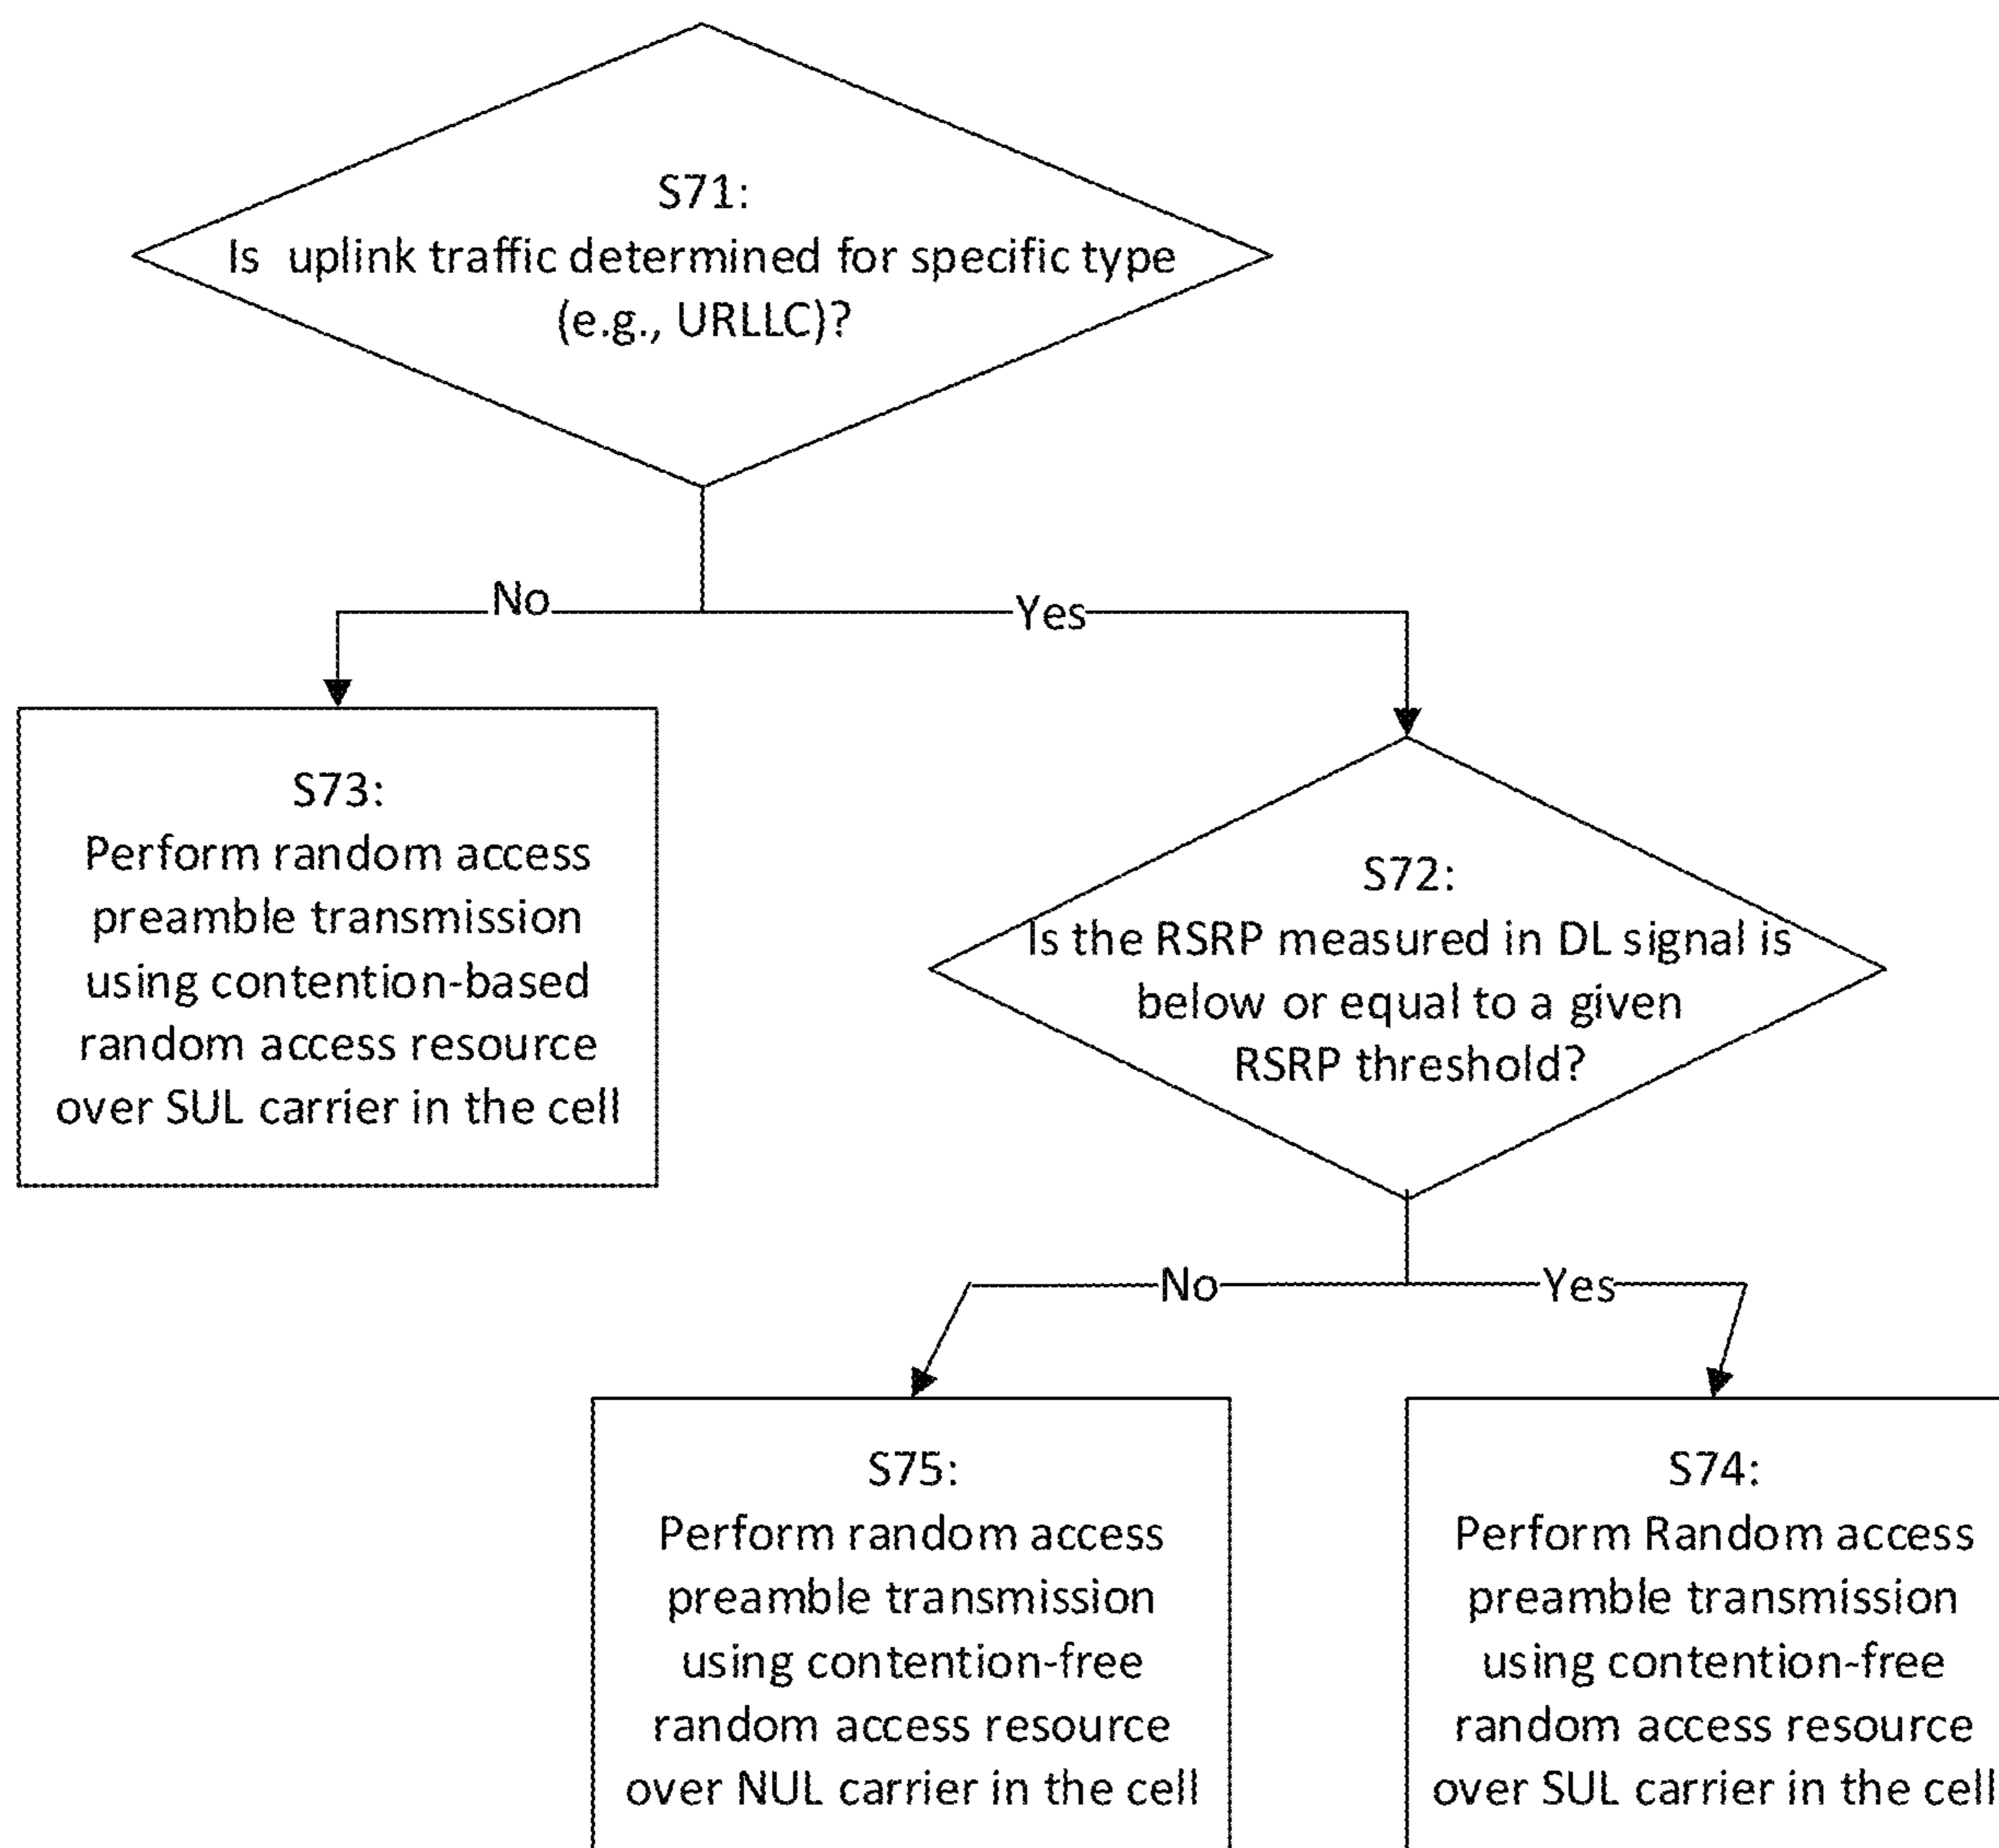 S71:
Is uplink traffic determined for specific type
(e.g., URLLC)?
No
Yes
S73:
Perform random access
preamble transmission
using contention-based
random access resource
over SUL carrier in the cell
S72:
Is the RSRP measured in DL signal is
below or equal to a given
RSRP threshold?
No
Yes
S75:
Perform random access
preamble transmission
using contention-free
random access resource
over NUL carrier in the cell
S74:
Perform Random access
preamble transmission
using contention-free
random access resource
over SUL carrier in the cell